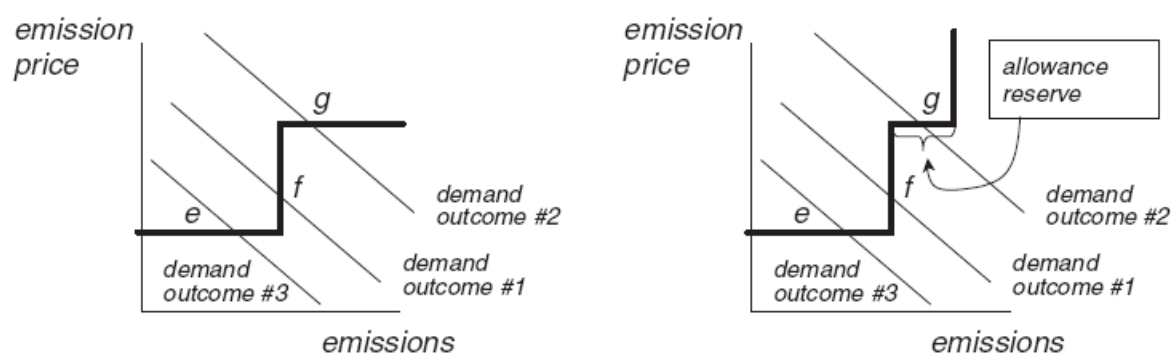 emission
price
g
f
e
demand
outcome #2
demand
outcome #1
demand
outcome #3
emissions
emission
price
allowance
reserve
g
f
e
demand
outcome #2
demand
outcome #1
demand
outcome #3
emissions